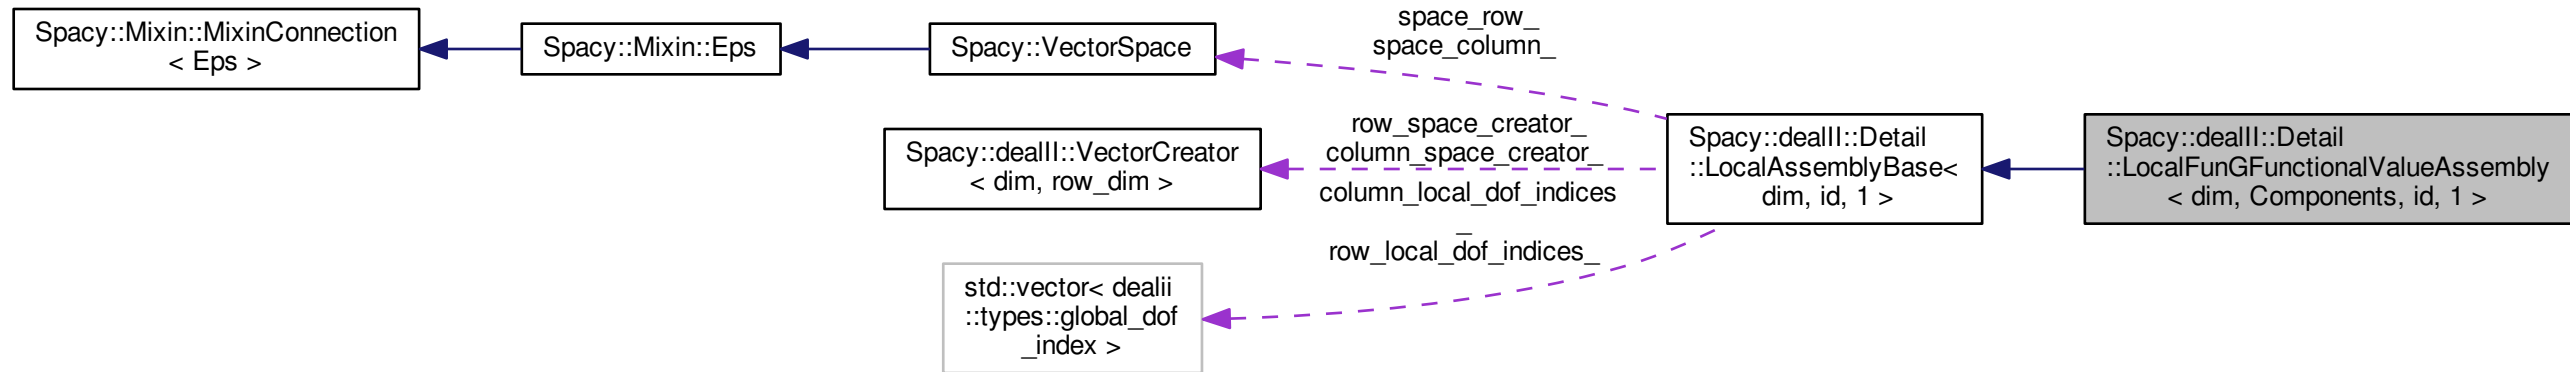 Spacy::Mixin::MixinConnection
< Eps >
Spacy::Mixin::Eps
Spacy::VectorSpace
space_row_
space_column_
Spacy::dealII::VectorCreator
< dim, row_dim >
row_space_creator_
column_space_creator_
column_local_dof_indices
_
row_local_dof_indices_
std::vector< dealii
::types::global_dof
_index >
Spacy::dealII::Detail
::LocalAssemblyBase<
dim, id, 1 >
Spacy::dealII::Detail
::LocalFunGFunctionalValueAssembly
< dim, Components, id, 1 >